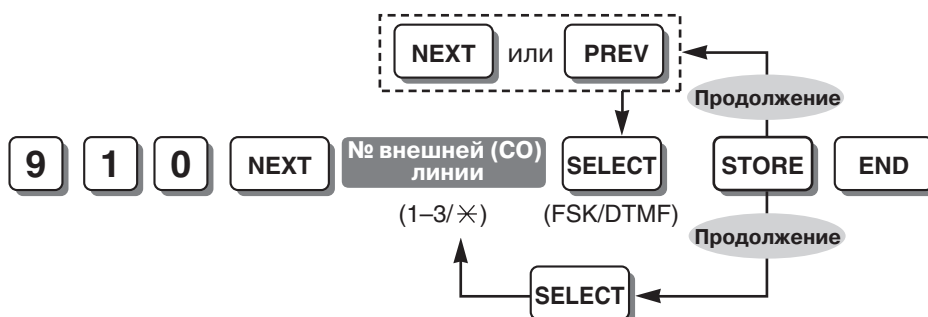 NEXT или PREV
Продолжение
9 1 0 NEXT № внешней (CO) линии SELECT STORE END
(1–3/✳) (FSK/DTMF)
Продолжение
SELECT